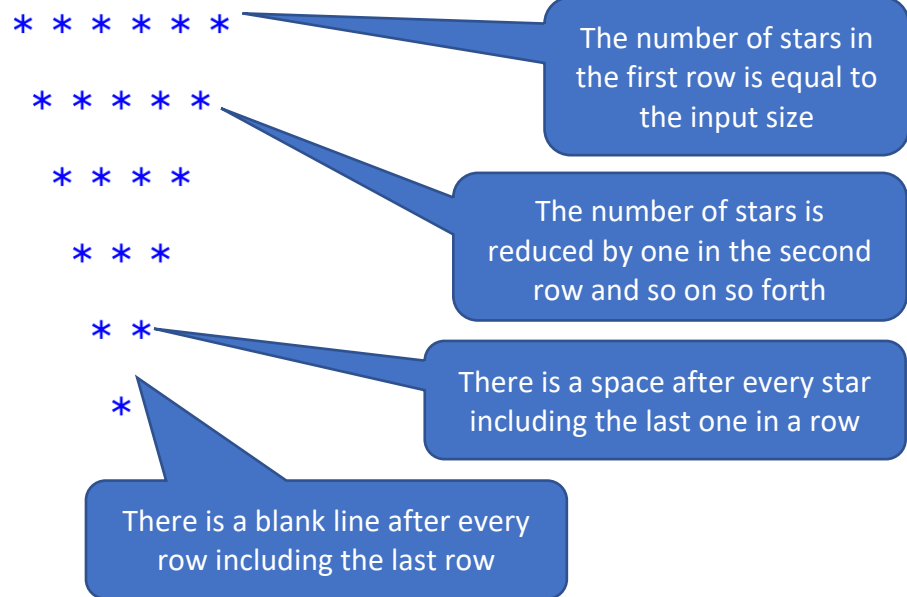 * * * * * *
The number of stars in
the first row is equal to
the input size
* * * * *
* * * *
The number of stars is
reduced by one in the second
row and so on so forth
* * *
* *
There is a space after every star
including the last one in a row
*
There is a blank line after every
row including the last row